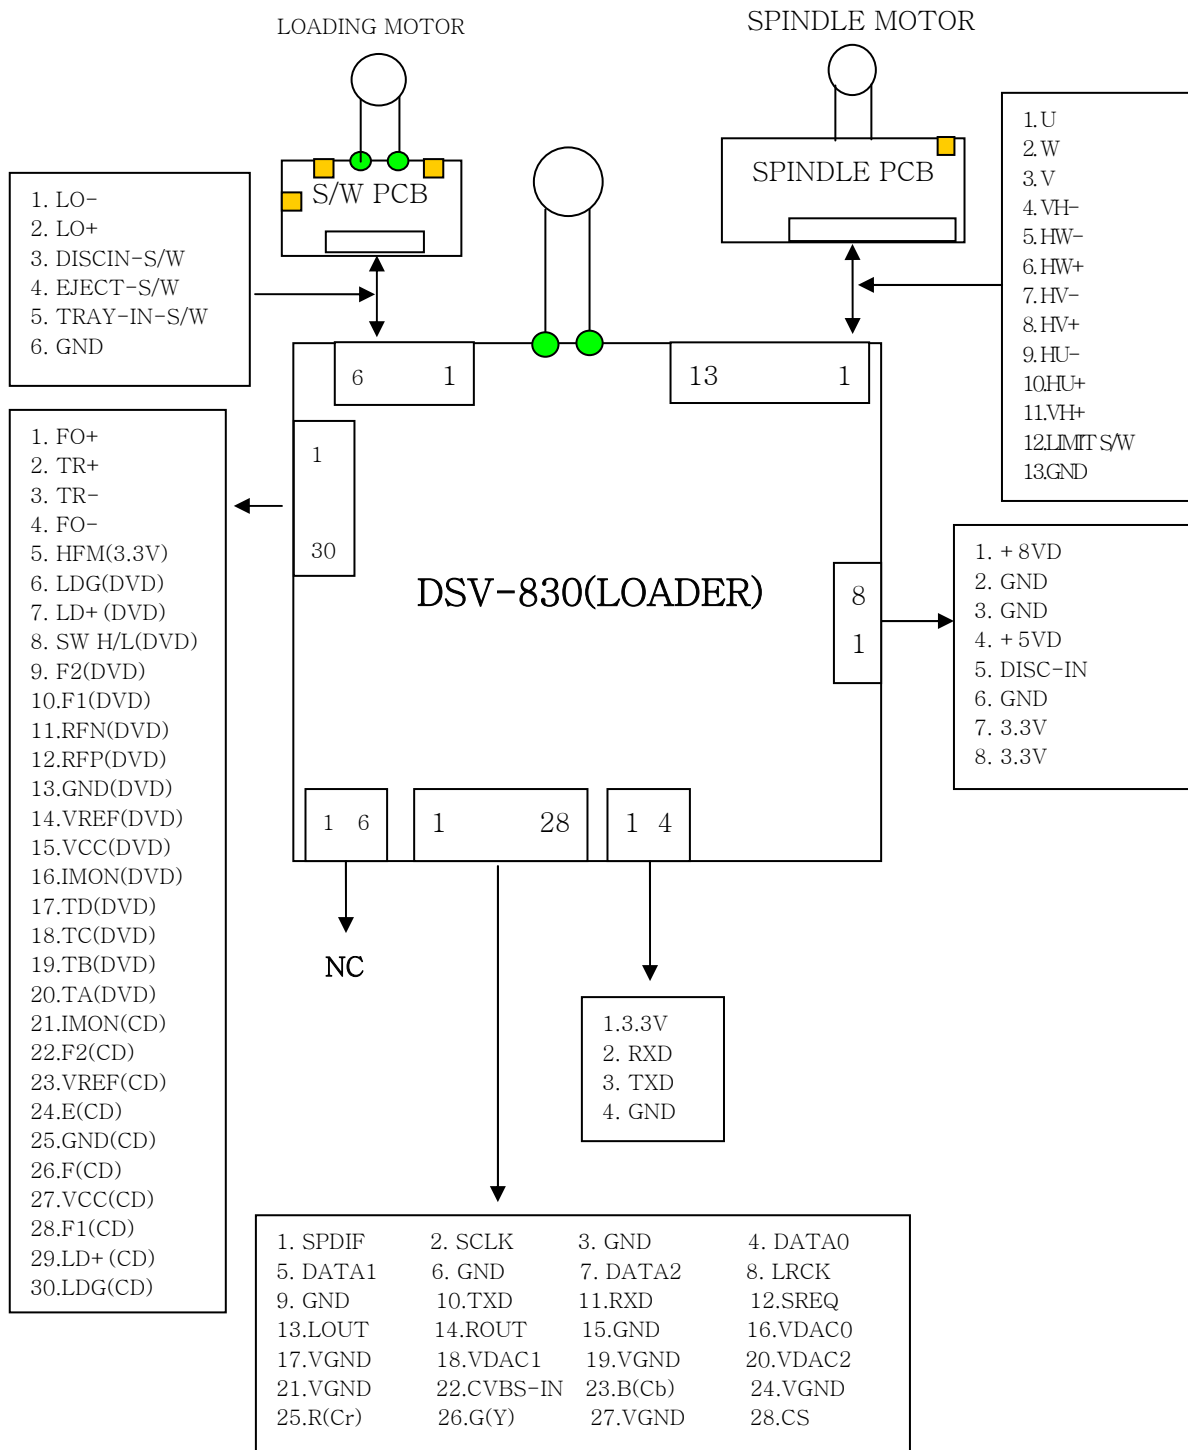 LOADING MOTOR
SPINDLE MOTOR
S/W PCB
SPINDLE PCB
1. LO-
2. LO+
3. DISCIN-S/W
4. EJECT-S/W
5. TRAY-IN-S/W
6. GND
1.U
2.W
3.V
4.VH-
5.HW-
6.HW+
7.HV-
8.HV+
9.HU-
10.HU+
11.VH+
12.LIMIT S/W
13.GND
6 1
13 1
1
30
1. FO+
2. TR+
3. TR-
4. FO-
5. HFM(3.3V)
6. LDG(DVD)
7. LD+(DVD)
8. SW H/L(DVD)
9. F2(DVD)
10.F1(DVD)
11.RFN(DVD)
12.RFP(DVD)
13.GND(DVD)
14.VREF(DVD)
15.VCC(DVD)
16.IMON(DVD)
17.TD(DVD)
18.TC(DVD)
19.TB(DVD)
20.TA(DVD)
21.IMON(CD)
22.F2(CD)
23.VREF(CD)
24.E(CD)
25.GND(CD)
26.F(CD)
27.VCC(CD)
28.F1(CD)
29.LD+(CD)
30.LDG(CD)
DSV-830(LOADER)
8
1
1. +8VD
2. GND
3. GND
4. +5VD
5. DISC-IN
6. GND
7. 3.3V
8. 3.3V
1 6
1 28
1 4
NC
1.3.3V
2. RXD
3. TXD
4. GND
1. SPDIF 2. SCLK 3. GND 4. DATA0
5. DATA1 6. GND 7. DATA2 8. LRCK
9. GND 10.TXD 11.RXD 12.SREQ
13.LOUT 14.ROUT 15.GND 16.VDAC0
17.VGND 18.VDAC1 19.VGND 20.VDAC2
21.VGND 22.CVBS-IN 23.B(Cb) 24.VGND
25.R(Cr) 26.G(Y) 27.VGND 28.CS